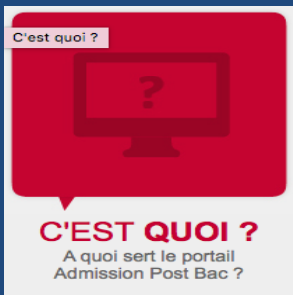 C'est quoi ?
?
C'EST QUOI ?
A quoi sert le portail
Admission Post Bac ?